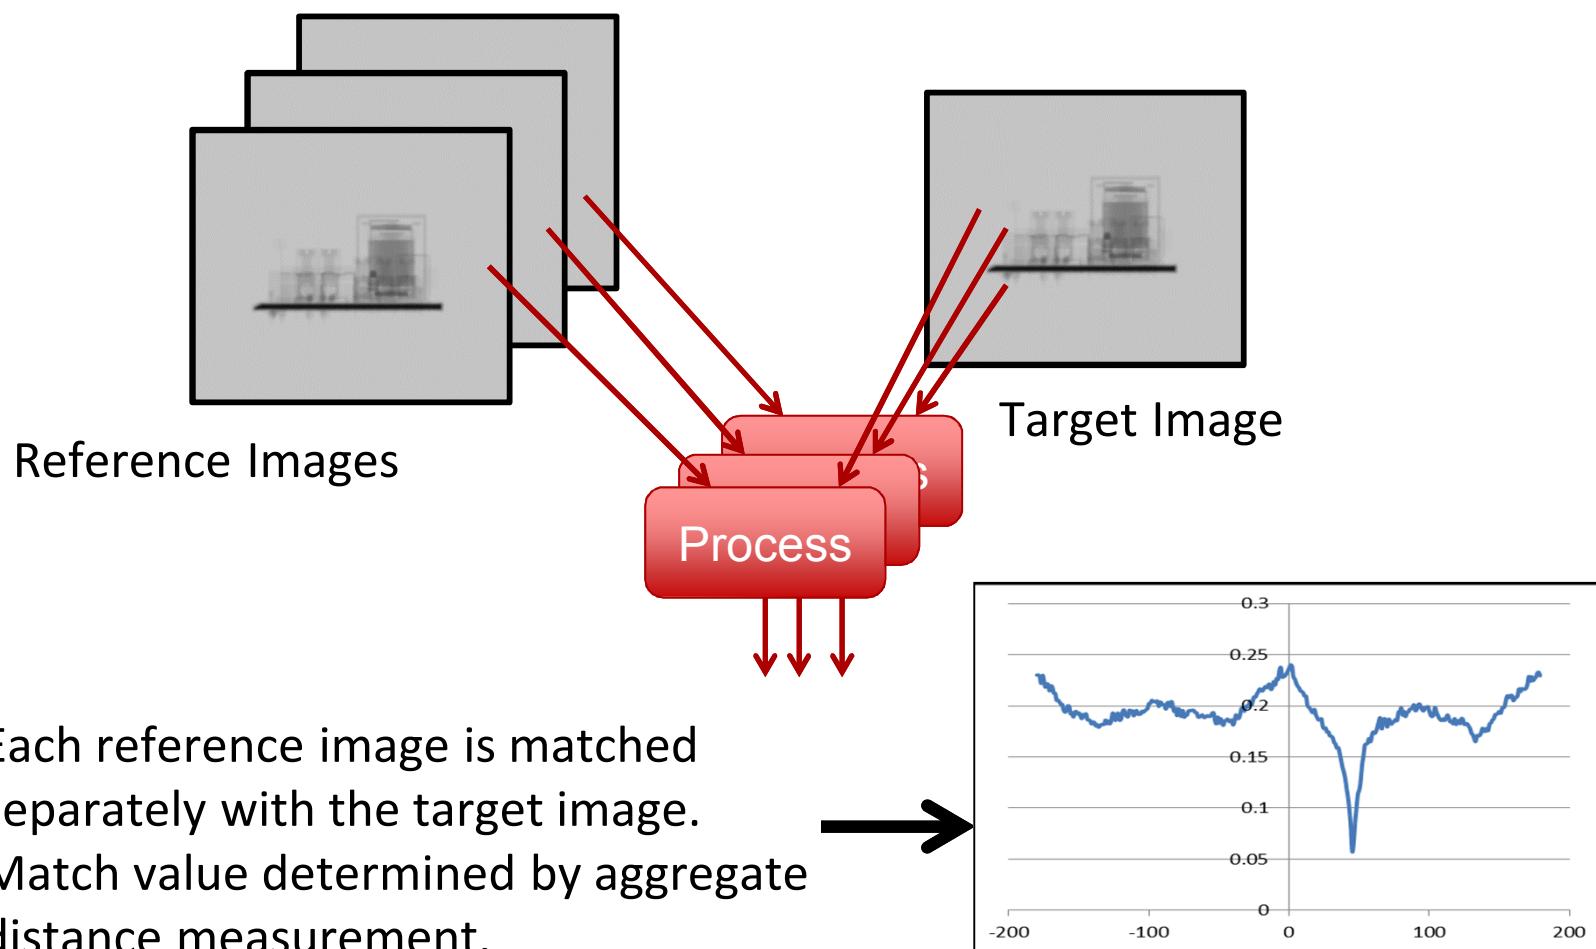 Target Image
Reference Images
s
Process
0.3
0.25
0.2
0.15
0.1
0.05
0
-200 -100 0 100 200
Each reference image is matched
separately with the target image.
Match value determined by aggregate
distance measurement.